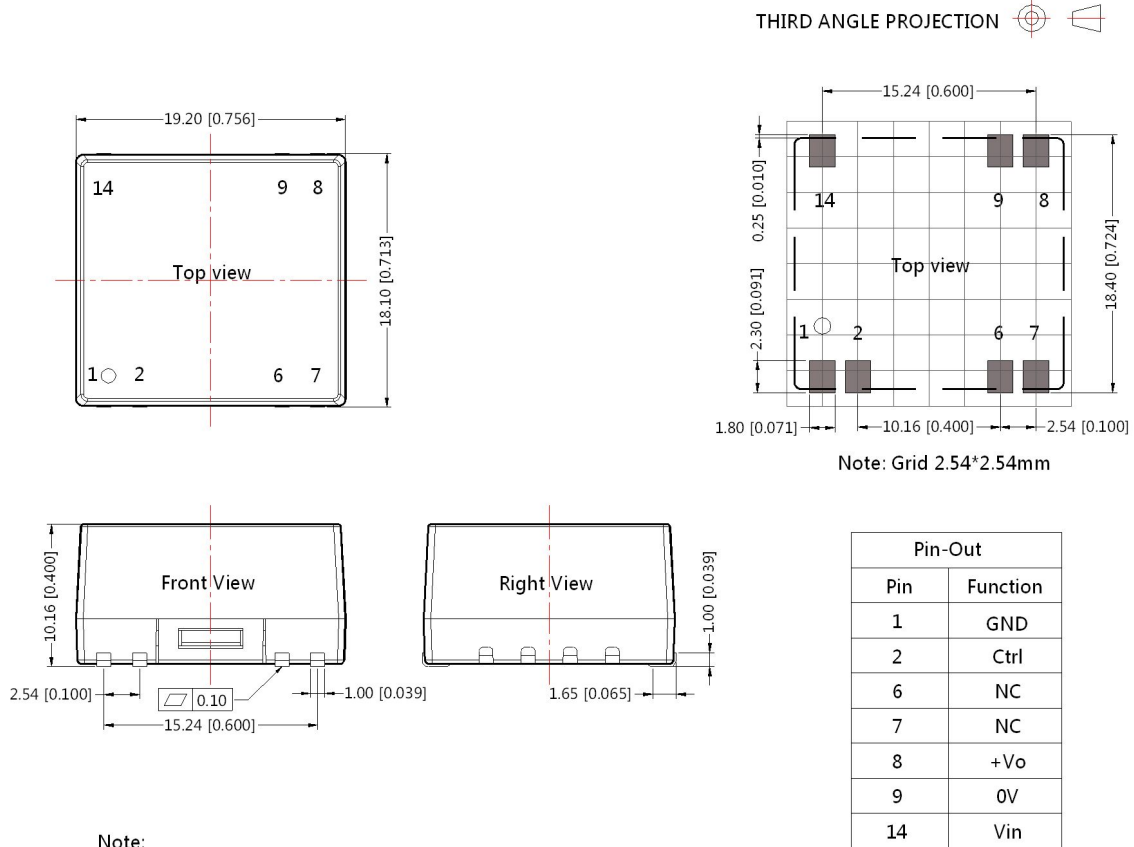 THIRD ANGLE PROJECTION
19.20 [0.756]
14 9 8
Top view
18.10 [0.713]
1 2 6 7
15.24 [0.600]
0.25 [0.010]
14 9 8
Top view
18.40 [0.724]
2.30 [0.091]
1 2 6 7
1.80 [0.071]
10.16 [0.400]
2.54 [0.100]
Note: Grid 2.54*2.54mm
10.16 [0.400]
Front View
2.54 [0.100]
0.10
1.00 [0.039]
15.24 [0.600]
Right View
1.00 [0.039]
1.65 [0.065]
Pin-Out
Pin Function
1 GND
2 Ctrl
6 NC
7 NC
8 +Vo
9 0V
14 Vin
Note: